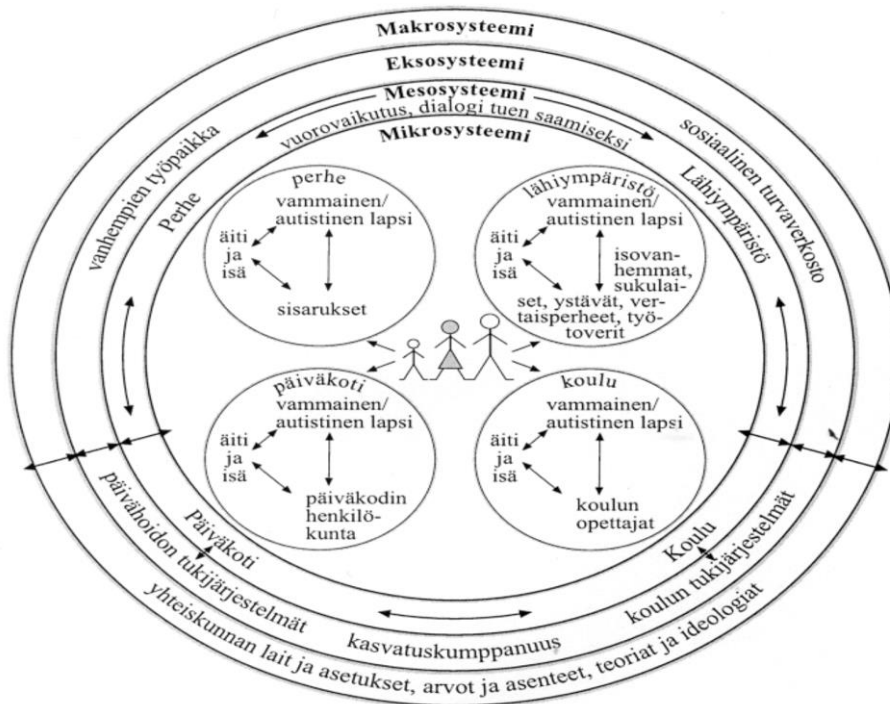 Makrosysteemi
Eksosysteemi
Mesosysteemi
vuorovaikutus, dialogi tuen saamiseksi
Mikrosysteemi
vanhempien työpaikka
sosiaalinen turvaverkosto
Perhe
Lähiympäristö
perhe
vammainen/
autistinen lapsi
äiti
ja
isä
sisarukset
lähiympäristö
vammainen/
autistinen lapsi
äiti
ja
isä
isovan-
hemmat,
sukulai-
set, ystävät, ver-
taisperheet, työ-
toverit
päiväkoti
vammainen/
autistinen lapsi
äiti
ja
isä
päiväkodin
henkilö-
kunta
koulu
vammainen/
autistinen lapsi
äiti
ja
isä
koulun
opettajat
Päiväkoti
Koulu
päivähoidon tukijärjestelmät
kasvatuskumppanuus
koulun tukijärjestelmät
yhteiskunnan lait ja asetukset, arvot ja asenteet, teoriat ja ideologiat